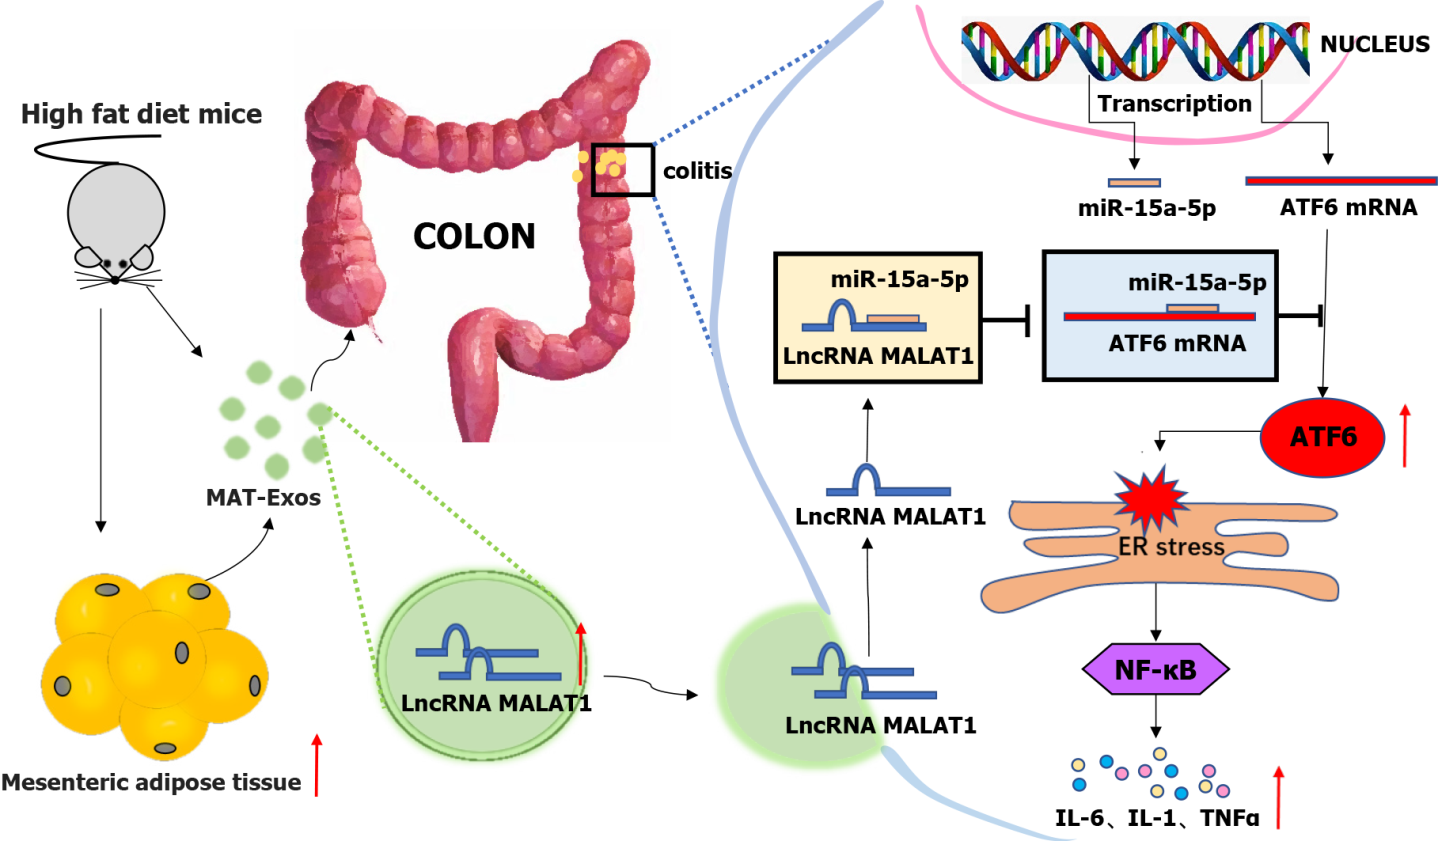 High fat diet mice
COLON
colitis
MAT-Exos
Mesenteric adipose tissue
LncRNA MALAT1
LncRNA MALAT1
LncRNA MALAT1
miR-15a-5p
LncRNA MALAT1
miR-15a-5p
ATF6 mRNA
NUCLEUS
Transcription
miR-15a-5p
ATF6 mRNA
ATF6
ER stress
NF-κB
IL-6、IL-1、TNFα